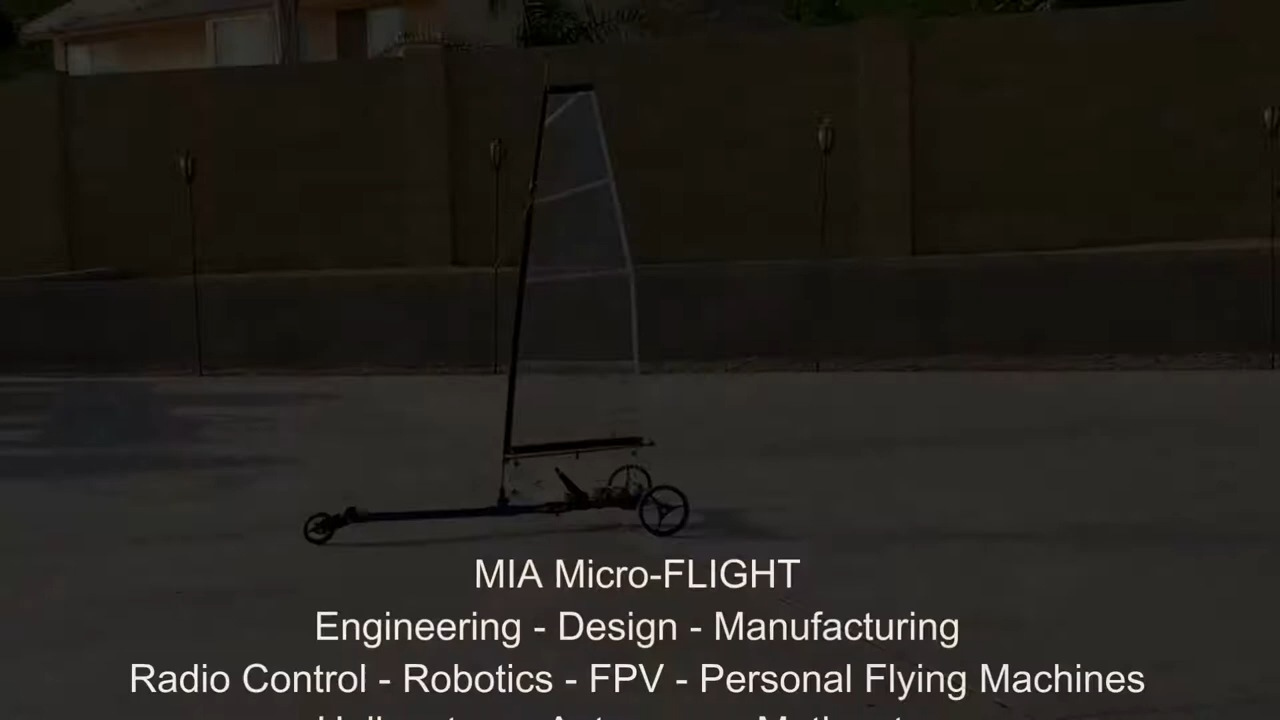 MIA Micro-FLIGHT
Engineering - Design - Manufacturing
Radio Control - Robotics - FPV - Personal Flying Machines